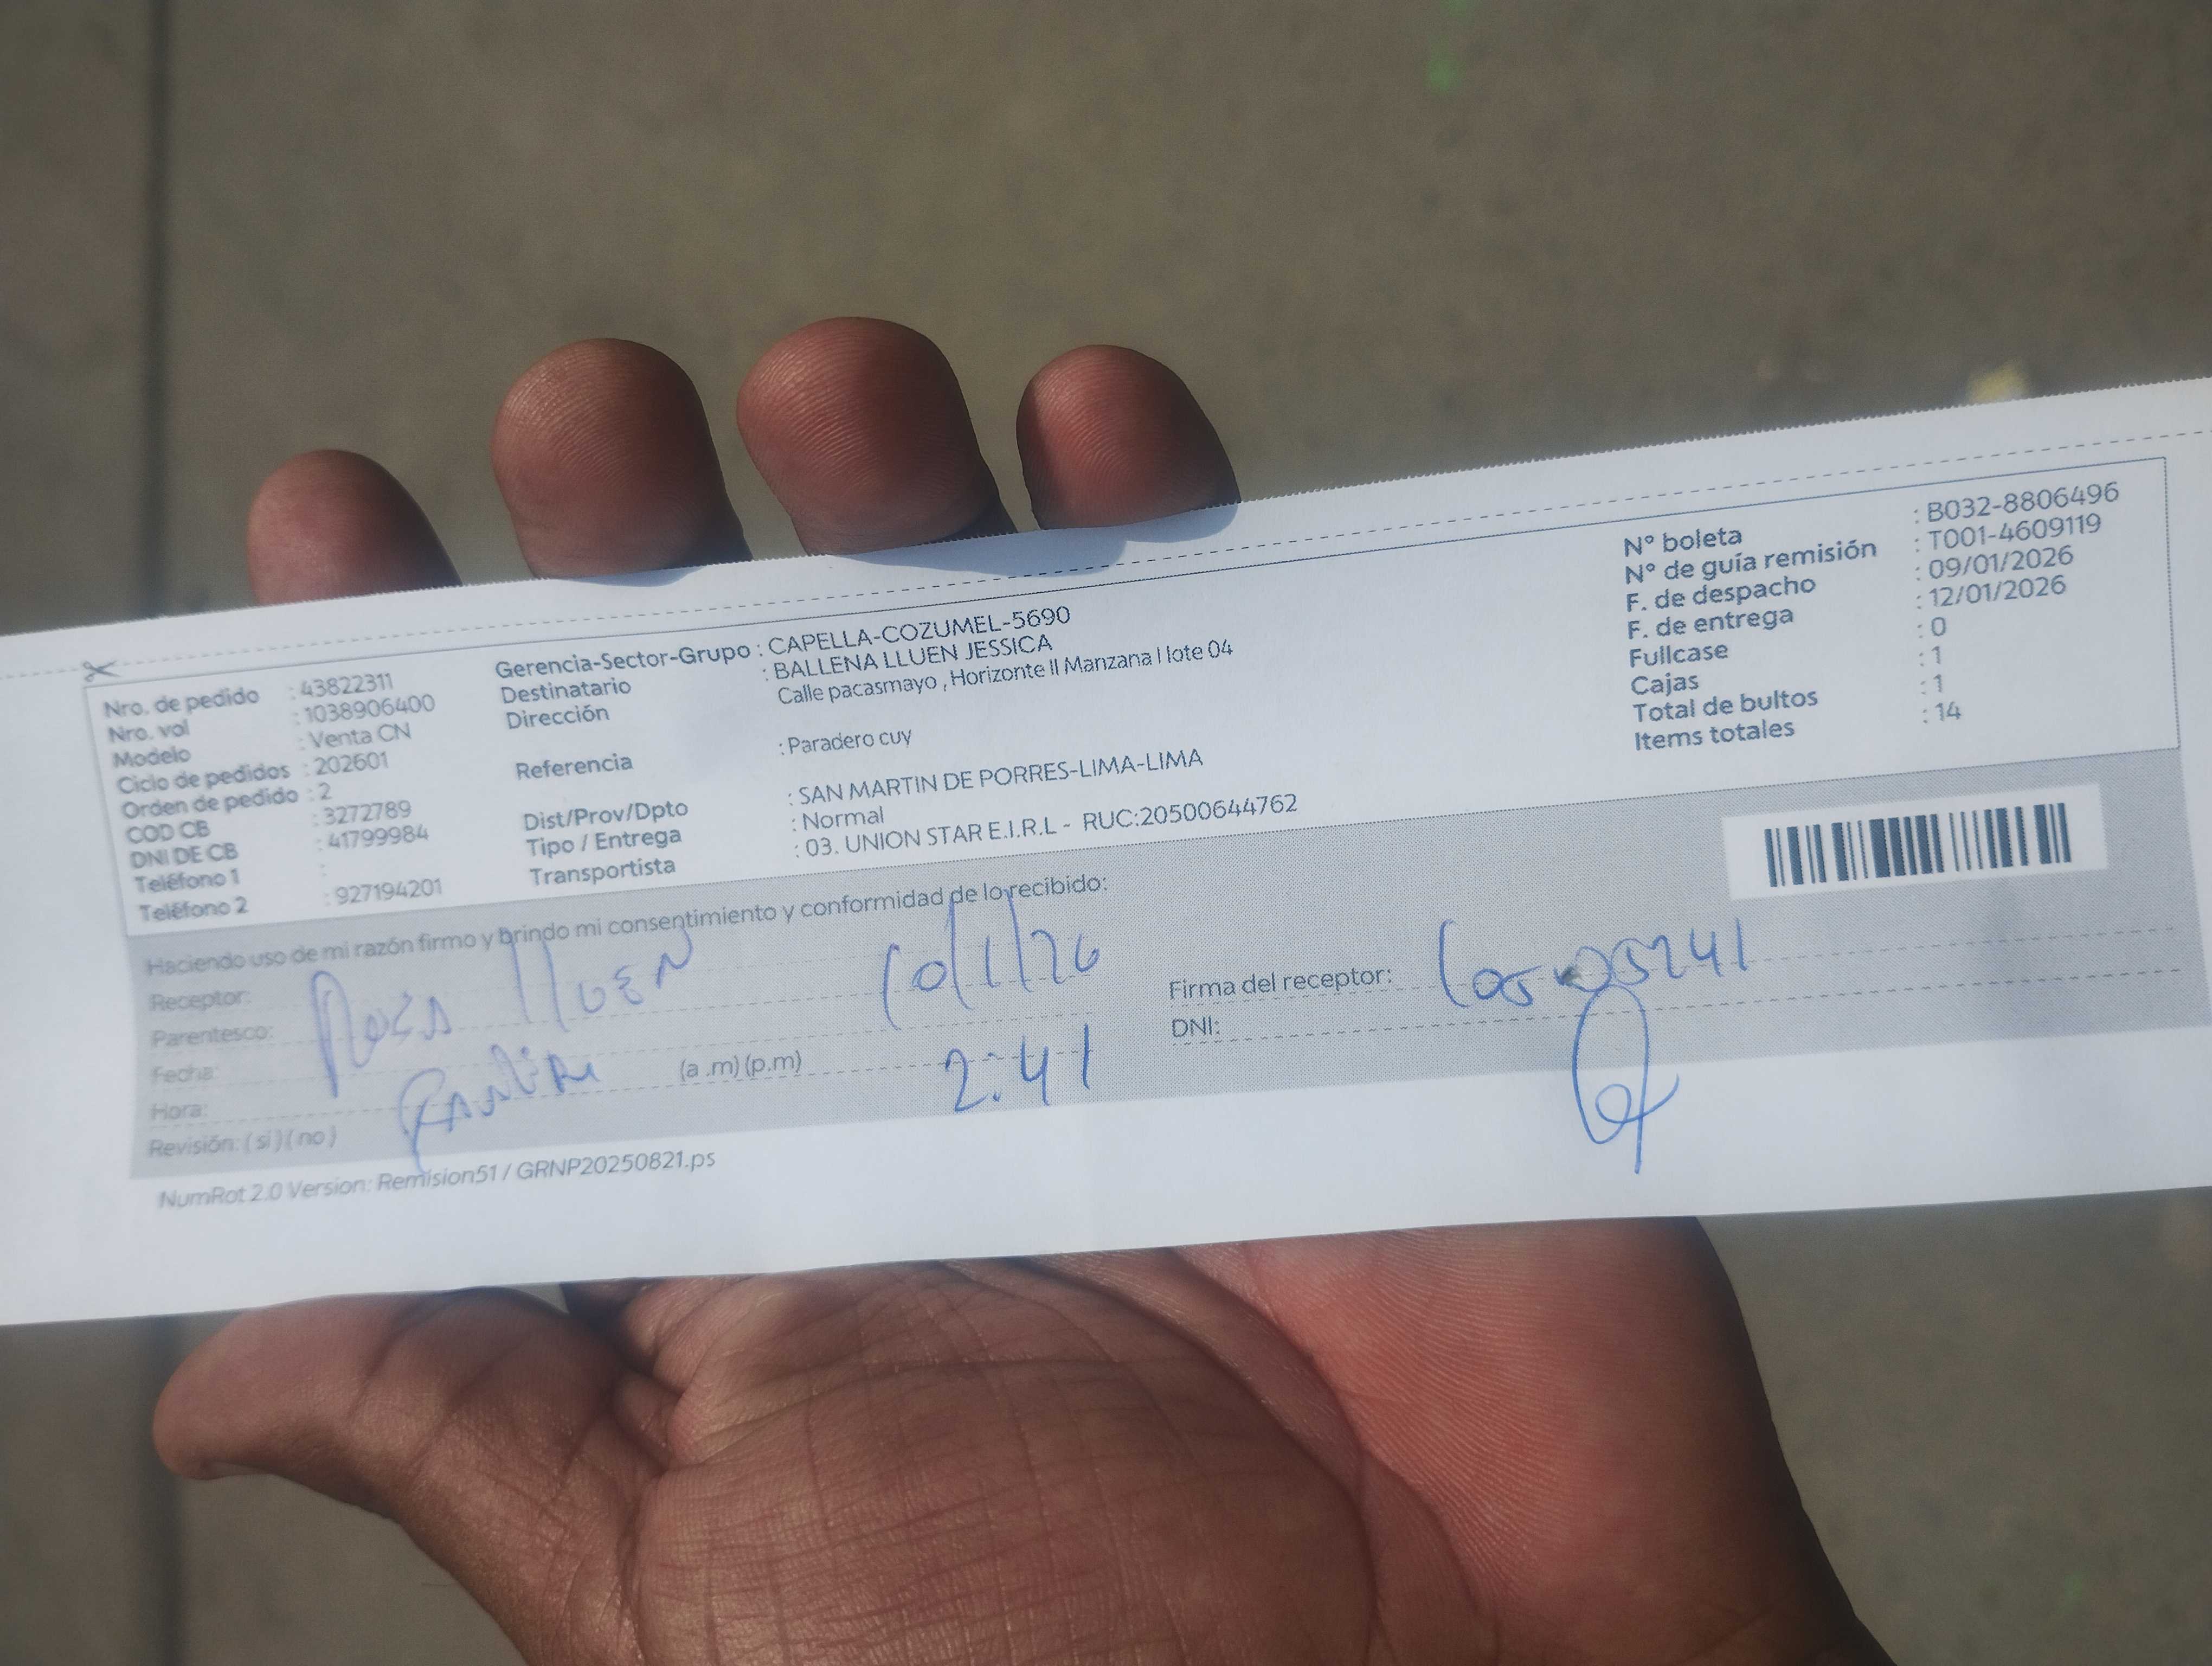 Nro. de pedido : 43822311
Nro. vol : 1038906400
Modelo : Venta CN
Ciclo de pedidos : 202601
Orden de pedido : 2
COD CB : 3272789
DNI DE CB : 41799984
Teléfono 1 :
Teléfono 2 : 927194201
Gerencia-Sector-Grupo : CAPELLA-COZUMEL-5690
Destinatario : BALLENA LLUEN JESSICA
Dirección Calle pacasmayo , Horizonte II Manzana I lote 04
Referencia : Paradero cuy
Dist/Prov/Dpto : SAN MARTIN DE PORRES-LIMA-LIMA
Tipo / Entrega : Normal
Transportista : 03. UNION STAR E.I.R.L - RUC:20500644762
N° boleta : B032-8806496
N° de guía remisión : T001-4609119
F. de despacho : 09/01/2026
F. de entrega : 12/01/2026
Fullcase : 0
Cajas : 1
Total de bultos : 1
Items totales : 14
Haciendo uso de mi razón firmo y brindo mi consentimiento y conformidad de lo recibido:
Receptor:
Parentesco:
Fecha:
Hora: (a .m) (p.m)
Revisión: ( si ) ( no )
lluEN
10/1/26
2:41
Firma del receptor:
DNI:
NumRot 2.0 Version: Remision51 / GRNP20250821.ps